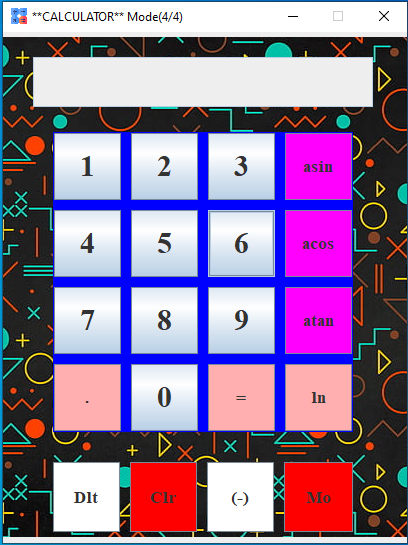 **CALCULATOR** Mode(4/4)
1 2 3 asin
4 5 6 acos
7 8 9 atan
. 0 = ln
Dlt Clr (-) Mo